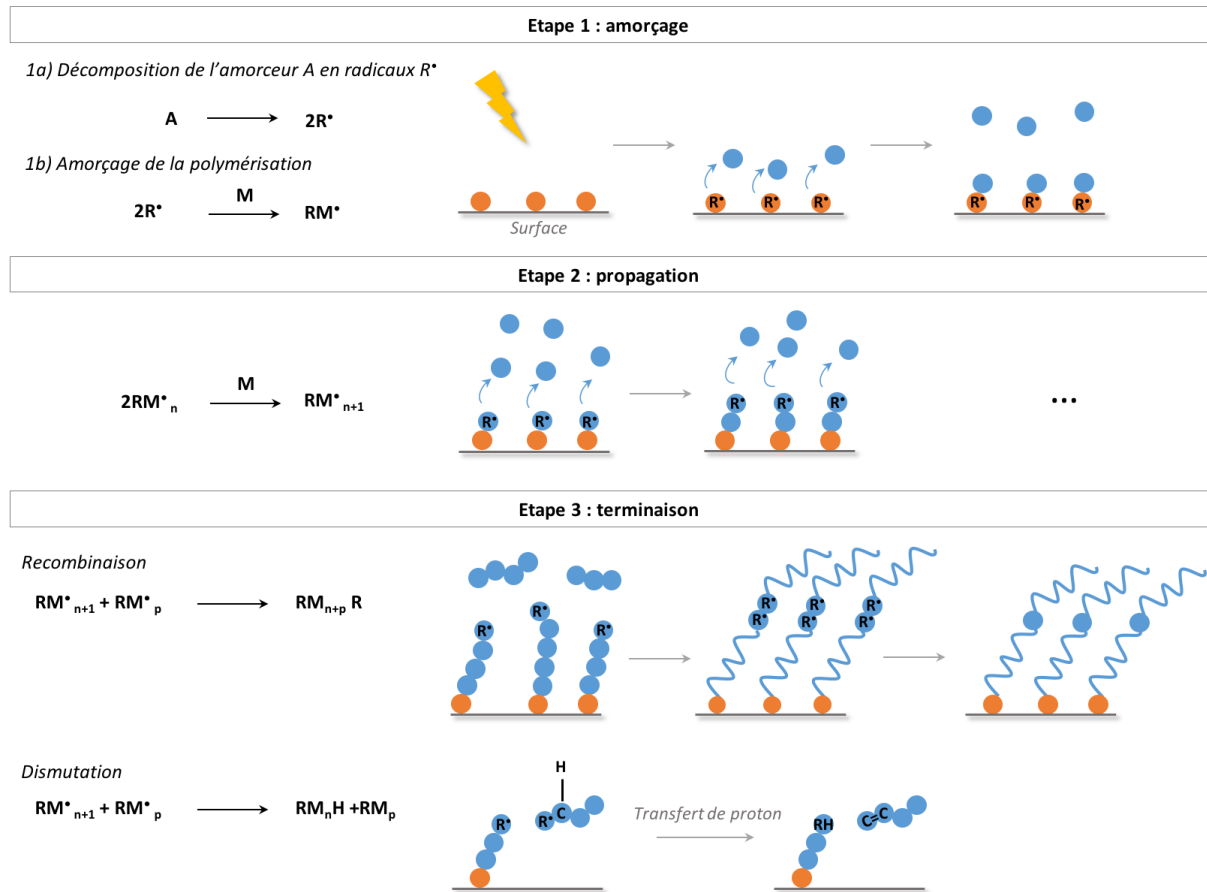 Etape 1 : amorçage
1a) Décomposition de l'amorceur A en radicaux R•
A 2R•
1b) Amorçage de la polymérisation
M
2R• RM•
Surface
R• R• R•
R• R• R•
Etape 2 : propagation
M
2RM•n RM•n+1
R• R• R•
R• R• R•
...
Etape 3 : terminaison
Recombinaison
RM•n+1 + RM•p RMn+p R
R• R• R•
R• R• R•
R• R• R•
Dismutation
RM•n+1 + RM•p RMnH +RMp
H
R• R• C
Transfert de proton
RH C=C